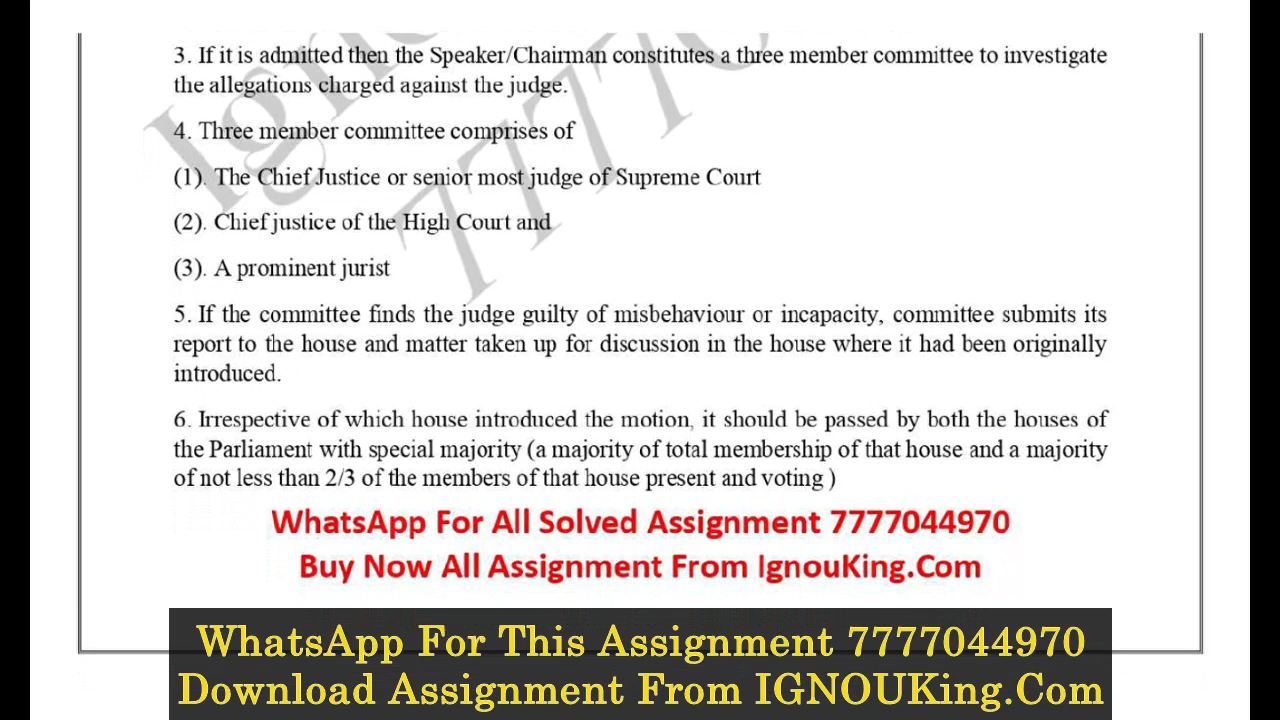 3. If it is admitted then the Speaker/Chairman constitutes a three member committee to investigate
the allegations charged against the judge.
4. Three member committee comprises of
(1). The Chief Justice or senior most judge of Supreme Court
(2). Chief justice of the High Court and
(3). A prominent jurist
5. If the committee finds the judge guilty of misbehaviour or incapacity, committee submits its
report to the house and matter taken up for discussion in the house where it had been originally
introduced.
6. Irrespective of which house introduced the motion, it should be passed by both the houses of
the Parliament with special majority (a majority of total membership of that house and a majority
of not less than 2/3 of the members of that house present and voting )
WhatsApp For All Solved Assignment 7777044970
Buy Now All Assignment From IgnouKing.Com
WhatsApp For This Assignment 7777044970
Download Assignment From IGNOUKing.Com